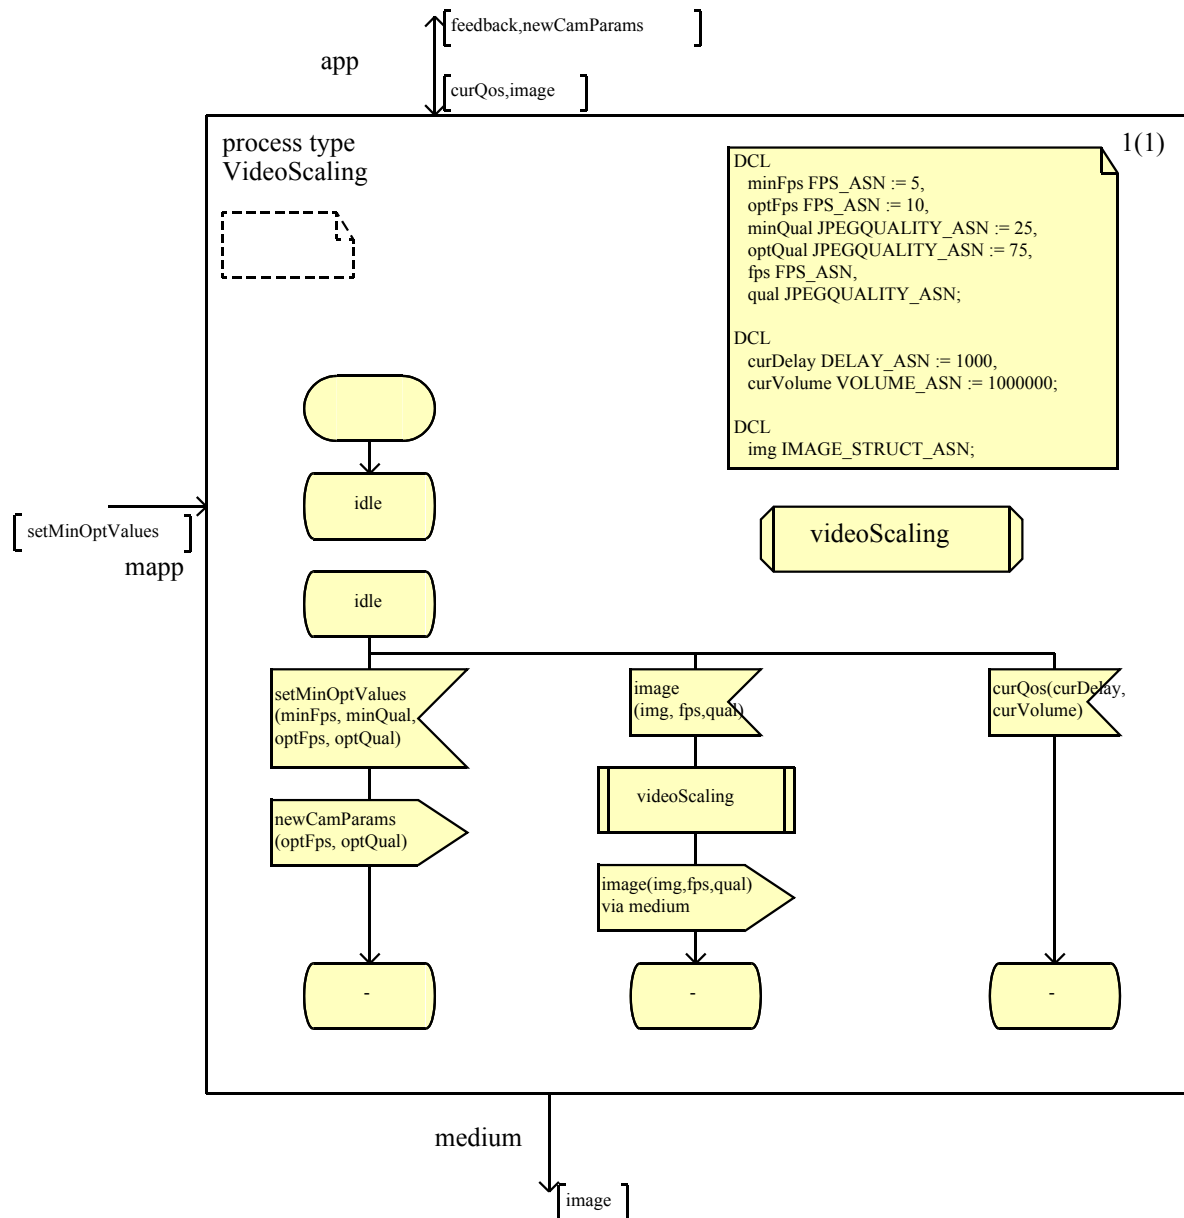 feedback,newCamParams
app
curQos,image
process type
VideoScaling
1(1)
DCL
minFps FPS_ASN := 5,
optFps FPS_ASN := 10,
minQual JPEGQUALITY_ASN := 25,
optQual JPEGQUALITY_ASN := 75,
fps FPS_ASN,
qual JPEGQUALITY_ASN;
DCL
curDelay DELAY_ASN := 1000,
curVolume VOLUME_ASN := 1000000;
DCL
img IMAGE_STRUCT_ASN;
idle
setMinOptValues
mapp
videoScaling
idle
setMinOptValues
(minFps, minQual,
optFps, optQual)
image
(img, fps,qual)
curQos(curDelay,
curVolume)
newCamParams
(optFps, optQual)
videoScaling
image(img,fps,qual)
via medium
-
-
-
medium
image